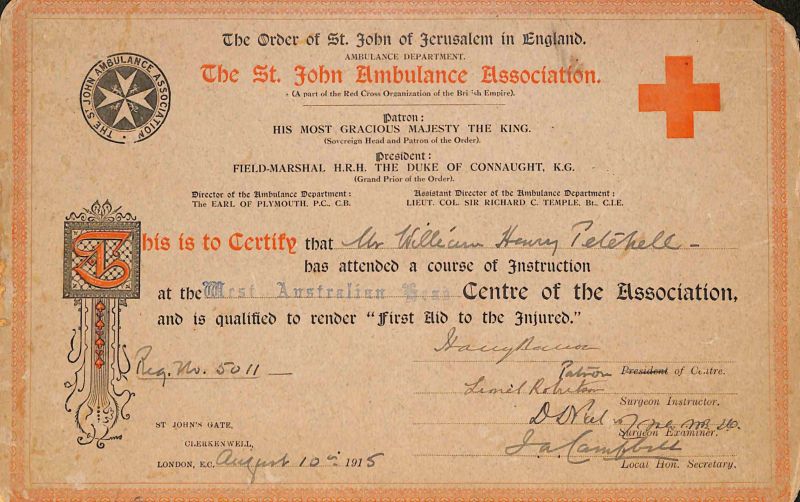 The Order of St. John of Jerusalem in England.
AMBULANCE DEPARTMENT.
The St. John Ambulance Association.
(A part of the Red Cross Organization of the British Empire).
THE ST. JOHN AMBULANCE ASSOCIATION.
Patron:
HIS MOST GRACIOUS MAJESTY THE KING.
(Sovereign Head and Patron of the Order).
President:
FIELD-MARSHAL H.R.H. THE DUKE OF CONNAUGHT, K.G.
(Grand Prior of the Order).
Director of the Ambulance Department: Assistant Director of the Ambulance Department:
The EARL OF PLYMOUTH, P.C., C.B. LIEUT. COL. SIR RICHARD C. TEMPLE, Bt., C.I.E.
This is to Certify that Mr William Henry Petchell
has attended a course of Instruction
at the West Australian Head Centre of the Association,
and is qualified to render "First Aid to the Injured."
Reg. No. 5011
Patron President of Centre.
Lionel Robertson
Surgeon Instructor.
Surgeon Examiner.
J.A. Campbell
Local Hon. Secretary.
ST JOHN'S GATE,
CLERKENWELL,
LONDON, E.C. August 10th 1915